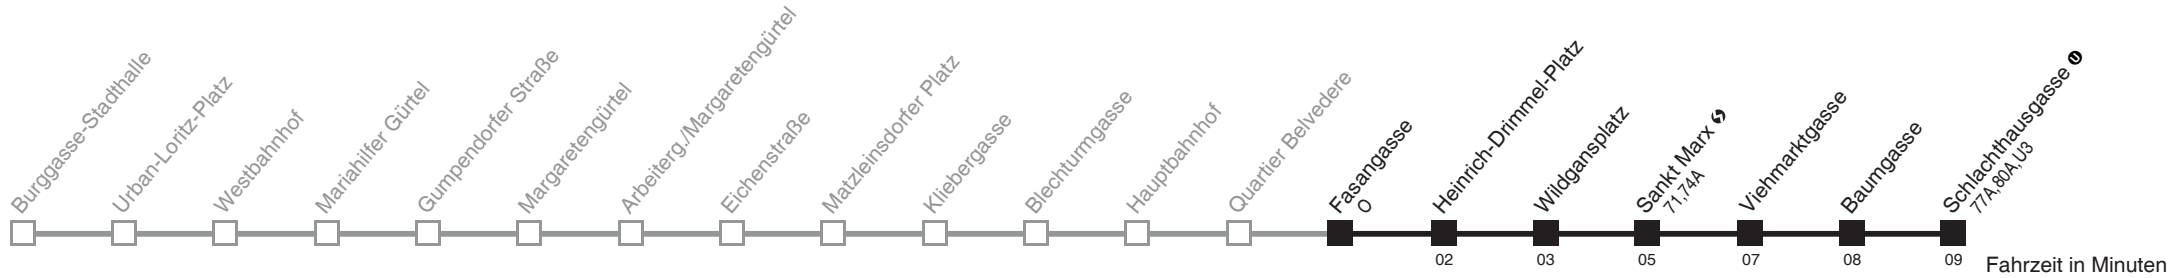 Burggasse-Stadthalle
Urban-Loritz-Platz
Westbahnhof
Mariahilfer Gürtel
Gumpendorfer Straße
Margaretengürtel
Arbeiterg./Margaretengürtel
Eichenstraße
Matzleinsdorfer Platz
Kliebergasse
Blechturmgasse
Hauptbahnhof
Quartier Belvedere
Fasangasse
O
Heinrich-Drimmel-Platz
Wildgansplatz
Sankt Marx S
71,74A
Viehmarktgasse
Baumgasse
Schlachthausgasse U
77A,80A,U3
02 03 05 07 08 09
Fahrzeit in Minuten